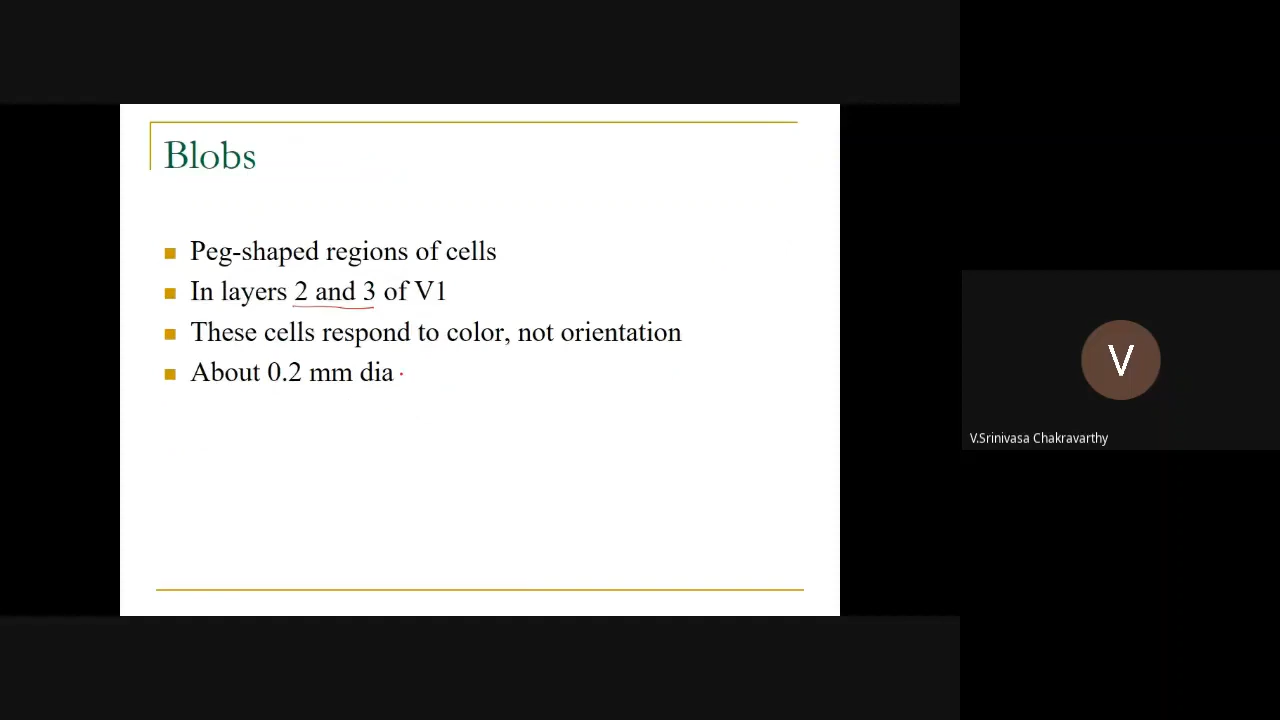 Blobs
Peg-shaped regions of cells
In layers 2 and 3 of V1
These cells respond to color, not orientation
About 0.2 mm dia
V
V.Srinivasa Chakravarthy